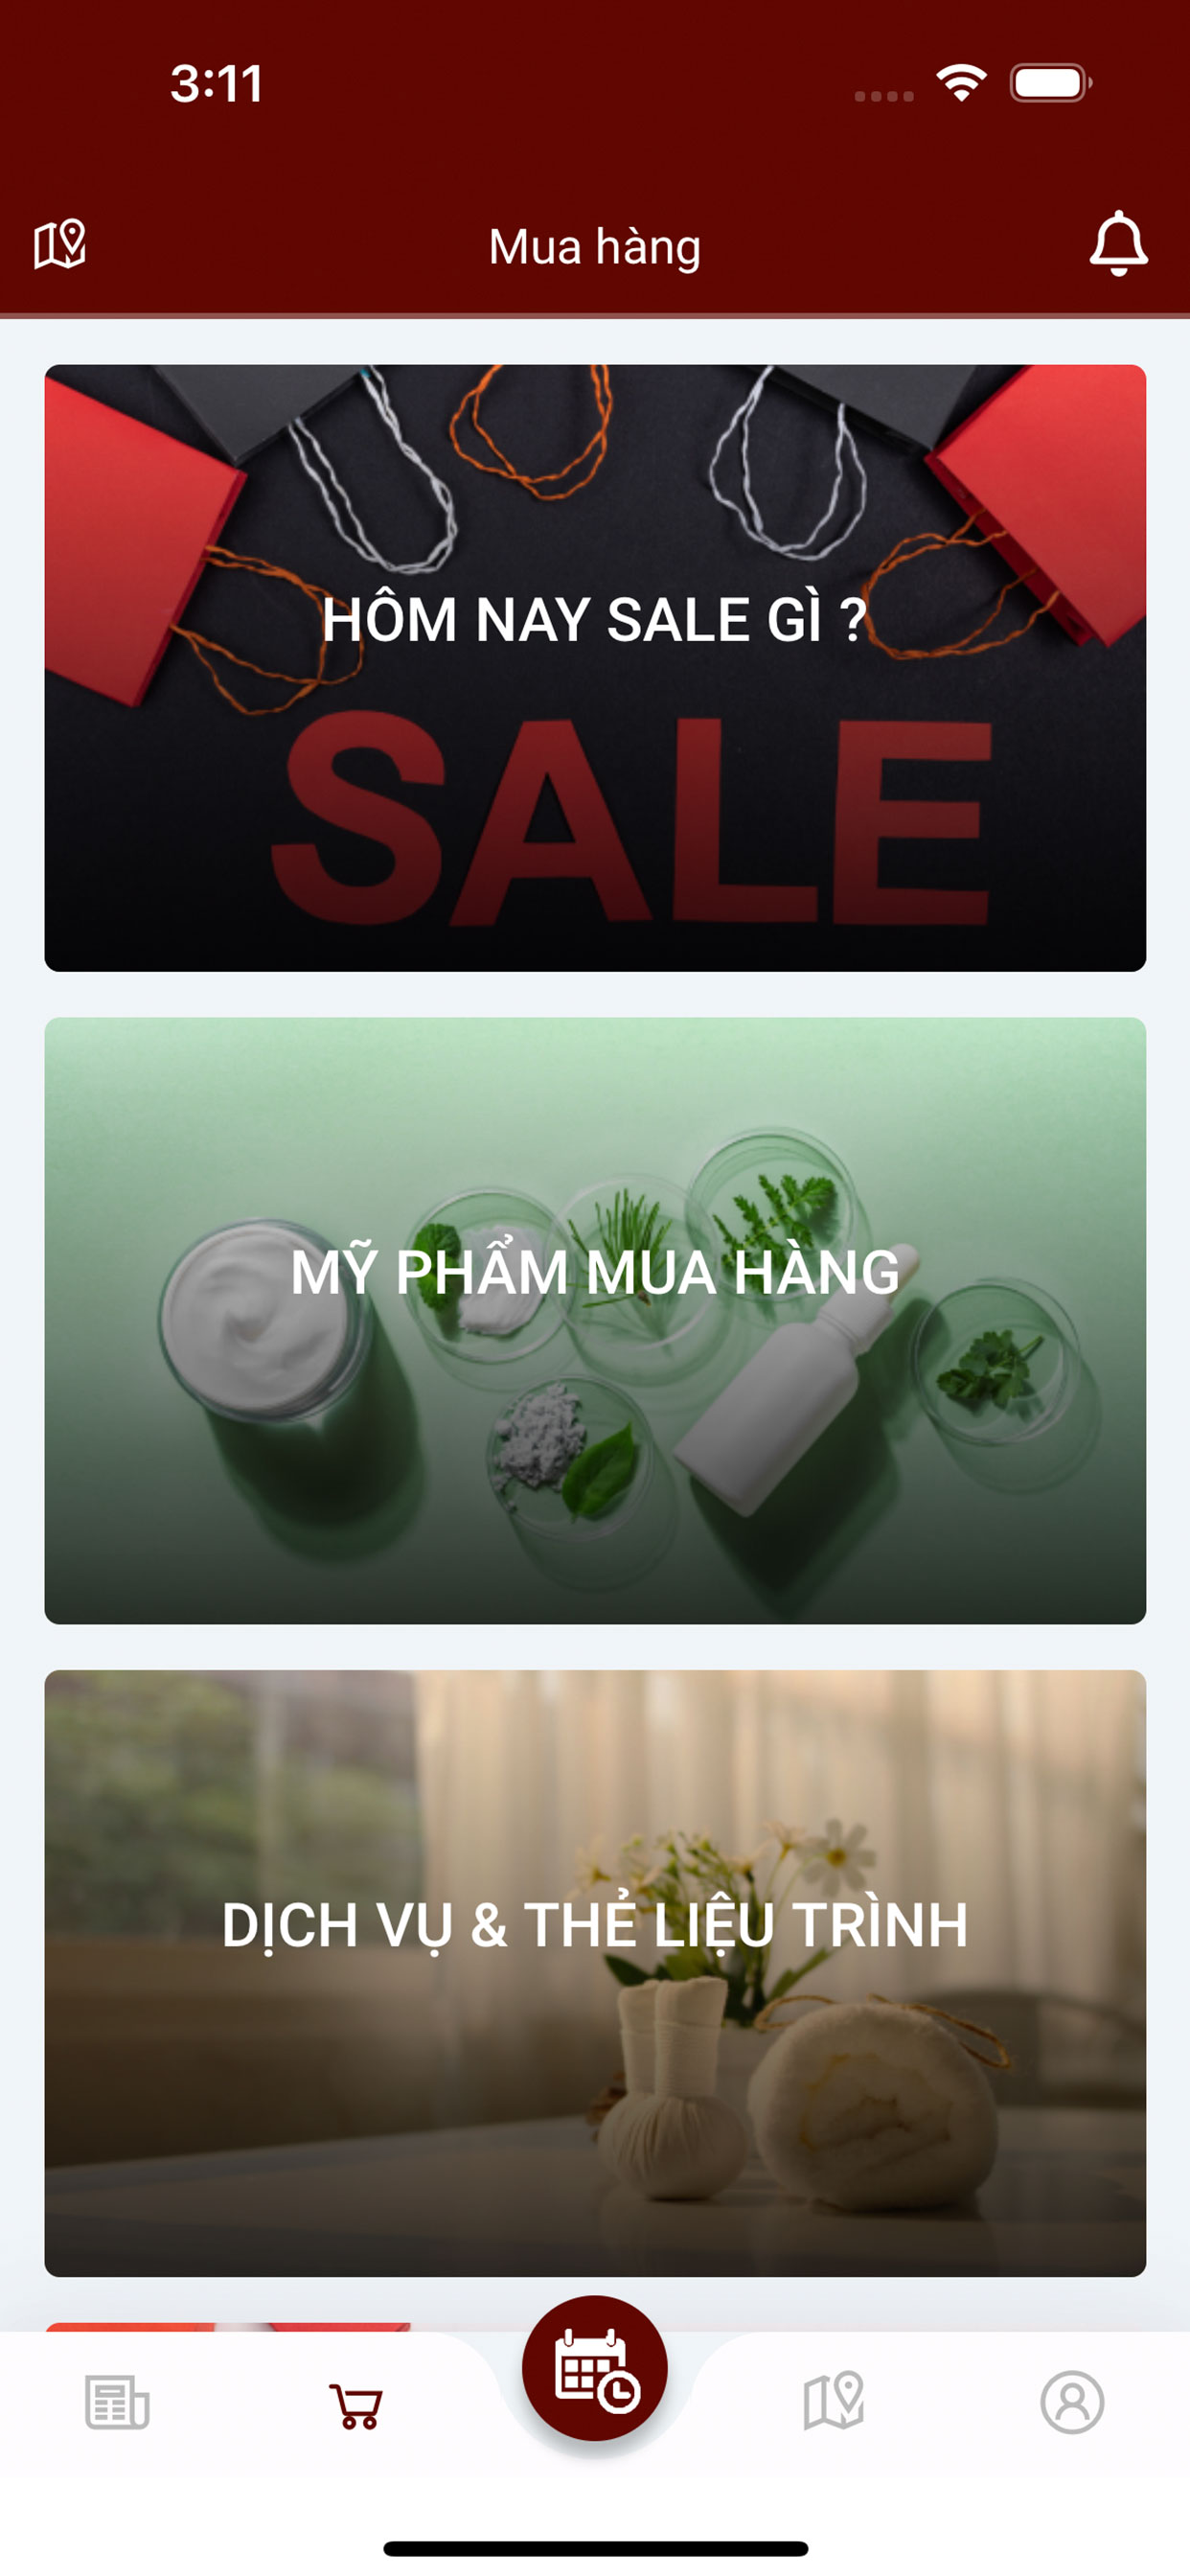 3:11
Mua hàng
HÔM NAY SALE GÌ ?
SALE
MỸ PHẨM MUA HÀNG
DỊCH VỤ & THẺ LIỆU TRÌNH